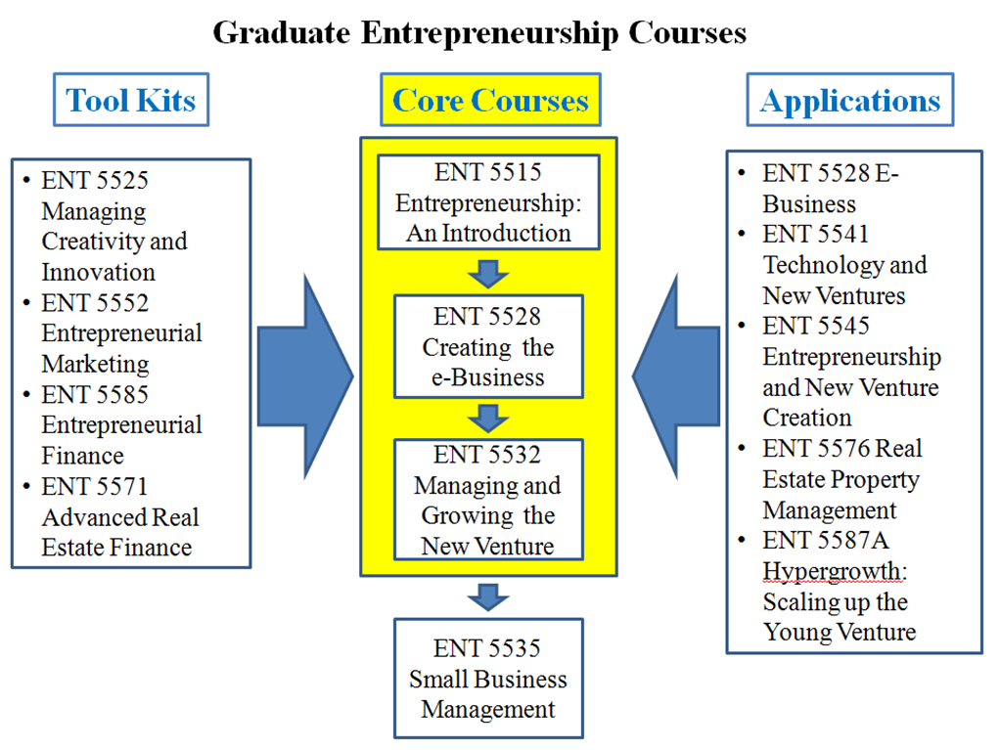 Graduate Entrepreneurship Courses
Tool Kits
• ENT 5525
Managing
Creativity and
Innovation
• ENT 5552
Entrepreneurial
Marketing
• ENT 5585
Entrepreneurial
Finance
• ENT 5571
Advanced Real
Estate Finance
Core Courses
ENT 5515
Entrepreneurship:
An Introduction
ENT 5528
Creating the
e-Business
ENT 5532
Managing and
Growing the
New Venture
ENT 5535
Small Business
Management
Applications
• ENT 5528 E-
Business
• ENT 5541
Technology and
New Ventures
• ENT 5545
Entrepreneurship
and New Venture
Creation
• ENT 5576 Real
Estate Property
Management
• ENT 5587A
Hypergrowth:
Scaling up the
Young Venture